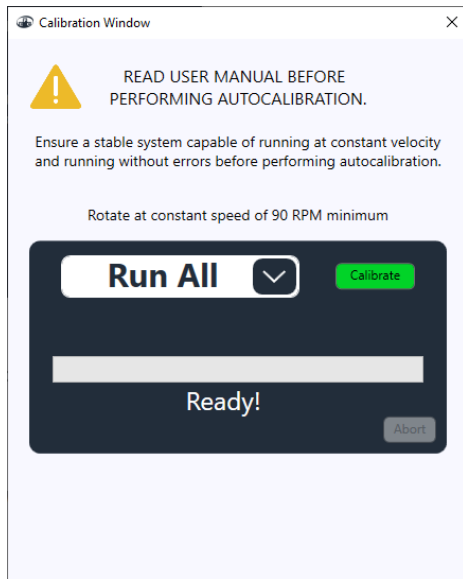 Calibration Window
READ USER MANUAL BEFORE
PERFORMING AUTOCALIBRATION.
Ensure a stable system capable of running at constant velocity
and running without errors before performing autocalibration.
Rotate at constant speed of 90 RPM minimum
Run All
Calibrate
Ready!
Abort